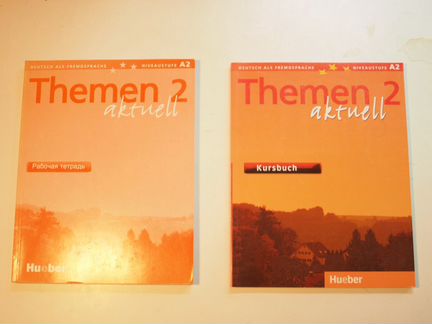 DEUTSCH ALS FREMDSPRACHE NIVEAUSTUFE A2
Themen 2
aktuell
Рабочая тетрадь
Hueber
DEUTSCH ALS FREMDSPRACHE NIVEAUSTUFE A2
Themen 2
aktuell
Kursbuch
Hueber